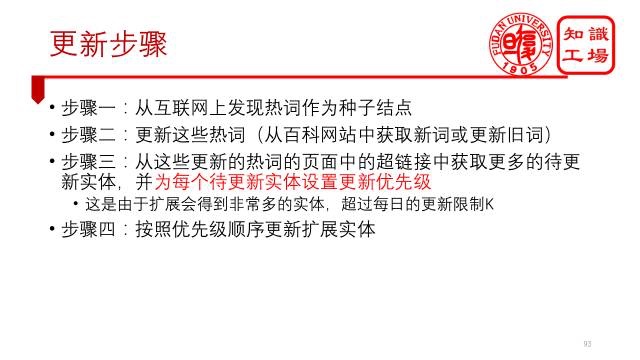 更新步骤
FUDAN UNIVERSITY
1905
知識
工場
• 步骤一：从互联网上发现热词作为种子结点
• 步骤二：更新这些热词（从百科网站中获取新词或更新旧词）
• 步骤三：从这些更新的热词的页面中的超链接中获取更多的待更
新实体，并为每个待更新实体设置更新优先级
• 这是由于扩展会得到非常多的实体，超过每日的更新限制K
• 步骤四：按照优先级顺序更新扩展实体
93